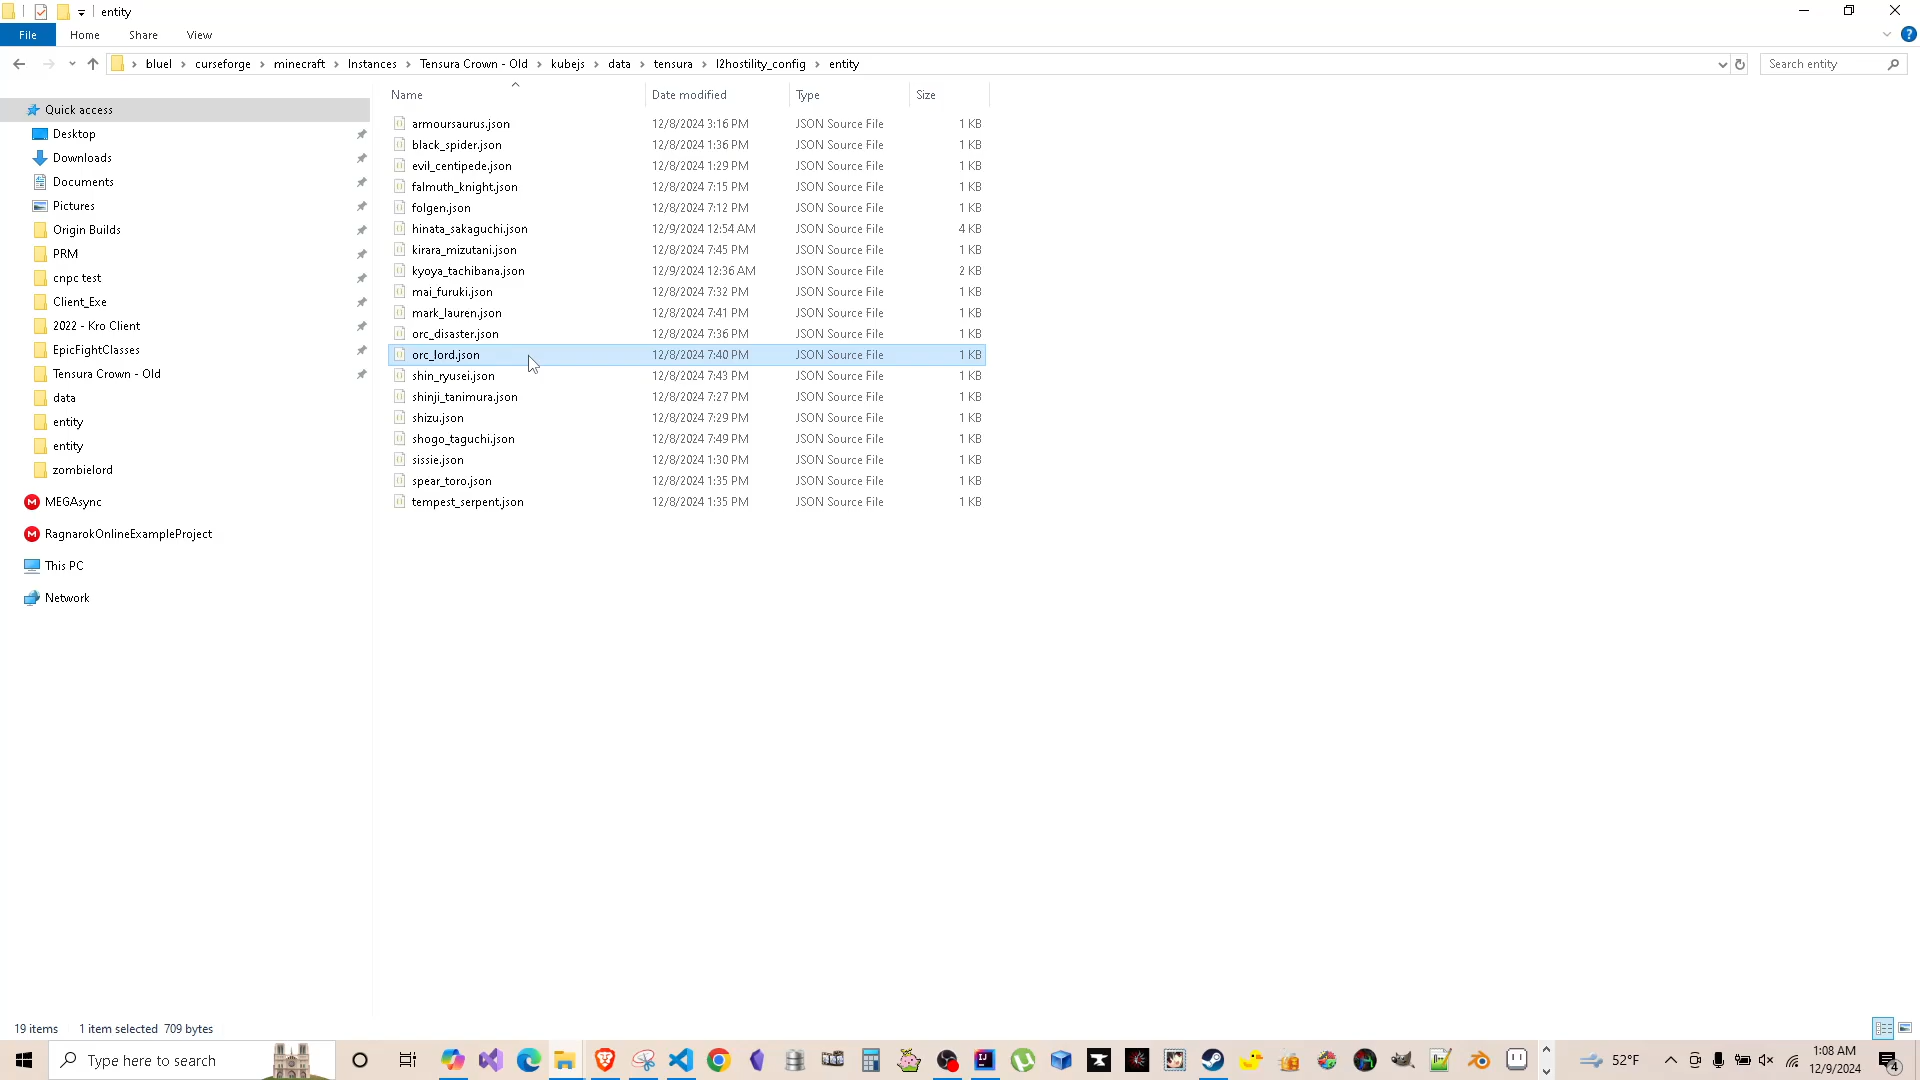 entity
File Home Share View
bluel curseforge minecraft Instances Tensura Crown - Old kubejs data tensura l2hostility_config entity
Search entity
Quick access
Desktop
Downloads
Documents
Pictures
Origin Builds
PRM
cnpc test
Client_Exe
2022 - Kro Client
EpicFightClasses
Tensura Crown - Old
data
entity
entity
zombielord
MEGAsync
RagnarokOnlineExampleProject
This PC
Network
Name Date modified Type Size
armoursaurus.json 12/8/2024 3:16 PM JSON Source File 1 KB
black_spider.json 12/8/2024 1:36 PM JSON Source File 1 KB
evil_centipede.json 12/8/2024 1:29 PM JSON Source File 1 KB
falmuth_knight.json 12/8/2024 7:15 PM JSON Source File 1 KB
folgen.json 12/8/2024 7:12 PM JSON Source File 1 KB
hinata_sakaguchi.json 12/9/2024 12:54 AM JSON Source File 4 KB
kirara_mizutani.json 12/8/2024 7:45 PM JSON Source File 1 KB
kyoya_tachibana.json 12/9/2024 12:36 AM JSON Source File 2 KB
mai_furuki.json 12/8/2024 7:32 PM JSON Source File 1 KB
mark_lauren.json 12/8/2024 7:41 PM JSON Source File 1 KB
orc_disaster.json 12/8/2024 7:36 PM JSON Source File 1 KB
orc_lord.json 12/8/2024 7:40 PM JSON Source File 1 KB
shin_ryusei.json 12/8/2024 7:43 PM JSON Source File 1 KB
shinji_tanimura.json 12/8/2024 7:27 PM JSON Source File 1 KB
shizu.json 12/8/2024 7:29 PM JSON Source File 1 KB
shogo_taguchi.json 12/8/2024 7:49 PM JSON Source File 1 KB
sissie.json 12/8/2024 1:30 PM JSON Source File 1 KB
spear_toro.json 12/8/2024 1:35 PM JSON Source File 1 KB
tempest_serpent.json 12/8/2024 1:35 PM JSON Source File 1 KB
19 items 1 item selected 709 bytes
Type here to search
52°F
1:08 AM
12/9/2024
4